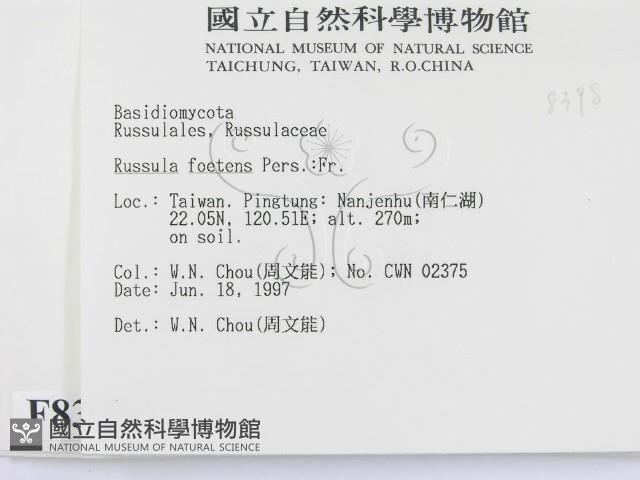 國立自然科學博物館
NATIONAL MUSEUM OF NATURAL SCIENCE
TAICHUNG, TAIWAN, R.O.CHINA
8398
Basidiomycota
Russulales, Russulaceae
Russula foetens Pers.:Fr.
Loc.: Taiwan. Pingtung: Nanjenhu(南仁湖)
22.05N, 120.51E; alt. 270m;
on soil.
Col.: W.N. Chou(周文能); No. CWN 02375
Date: Jun. 18, 1997
Det.: W.N. Chou(周文能)
F83
國立自然科學博物館
NATIONAL MUSEUM OF NATURAL SCIENCE